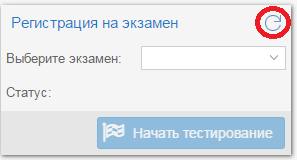 Регистрация на экзамен
Выберите экзамен:
Статус:
Начать тестирование